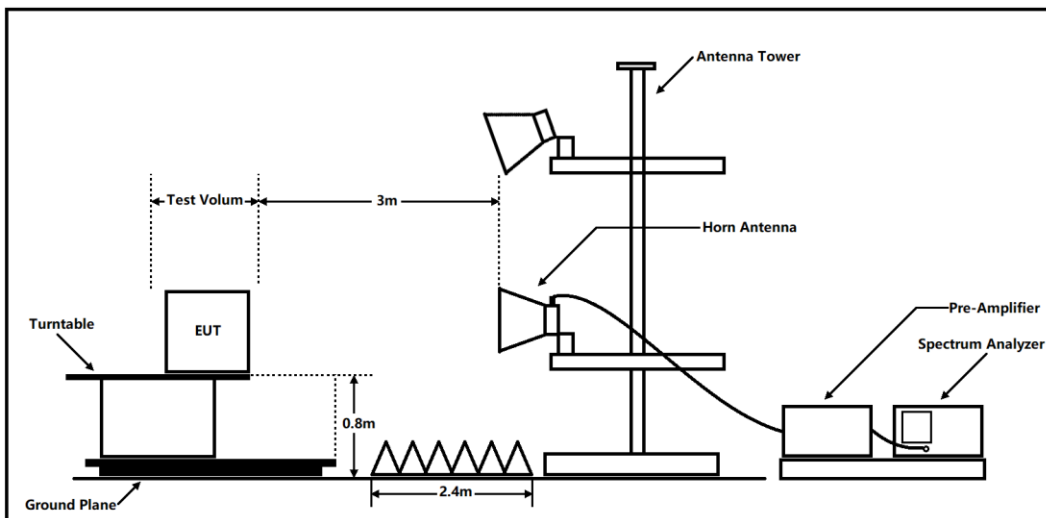 Antenna Tower
Test Volum
3m
Horn Antenna
EUT
Turntable
Pre-Amplifier
Spectrum Analyzer
0.8m
2.4m
Ground Plane